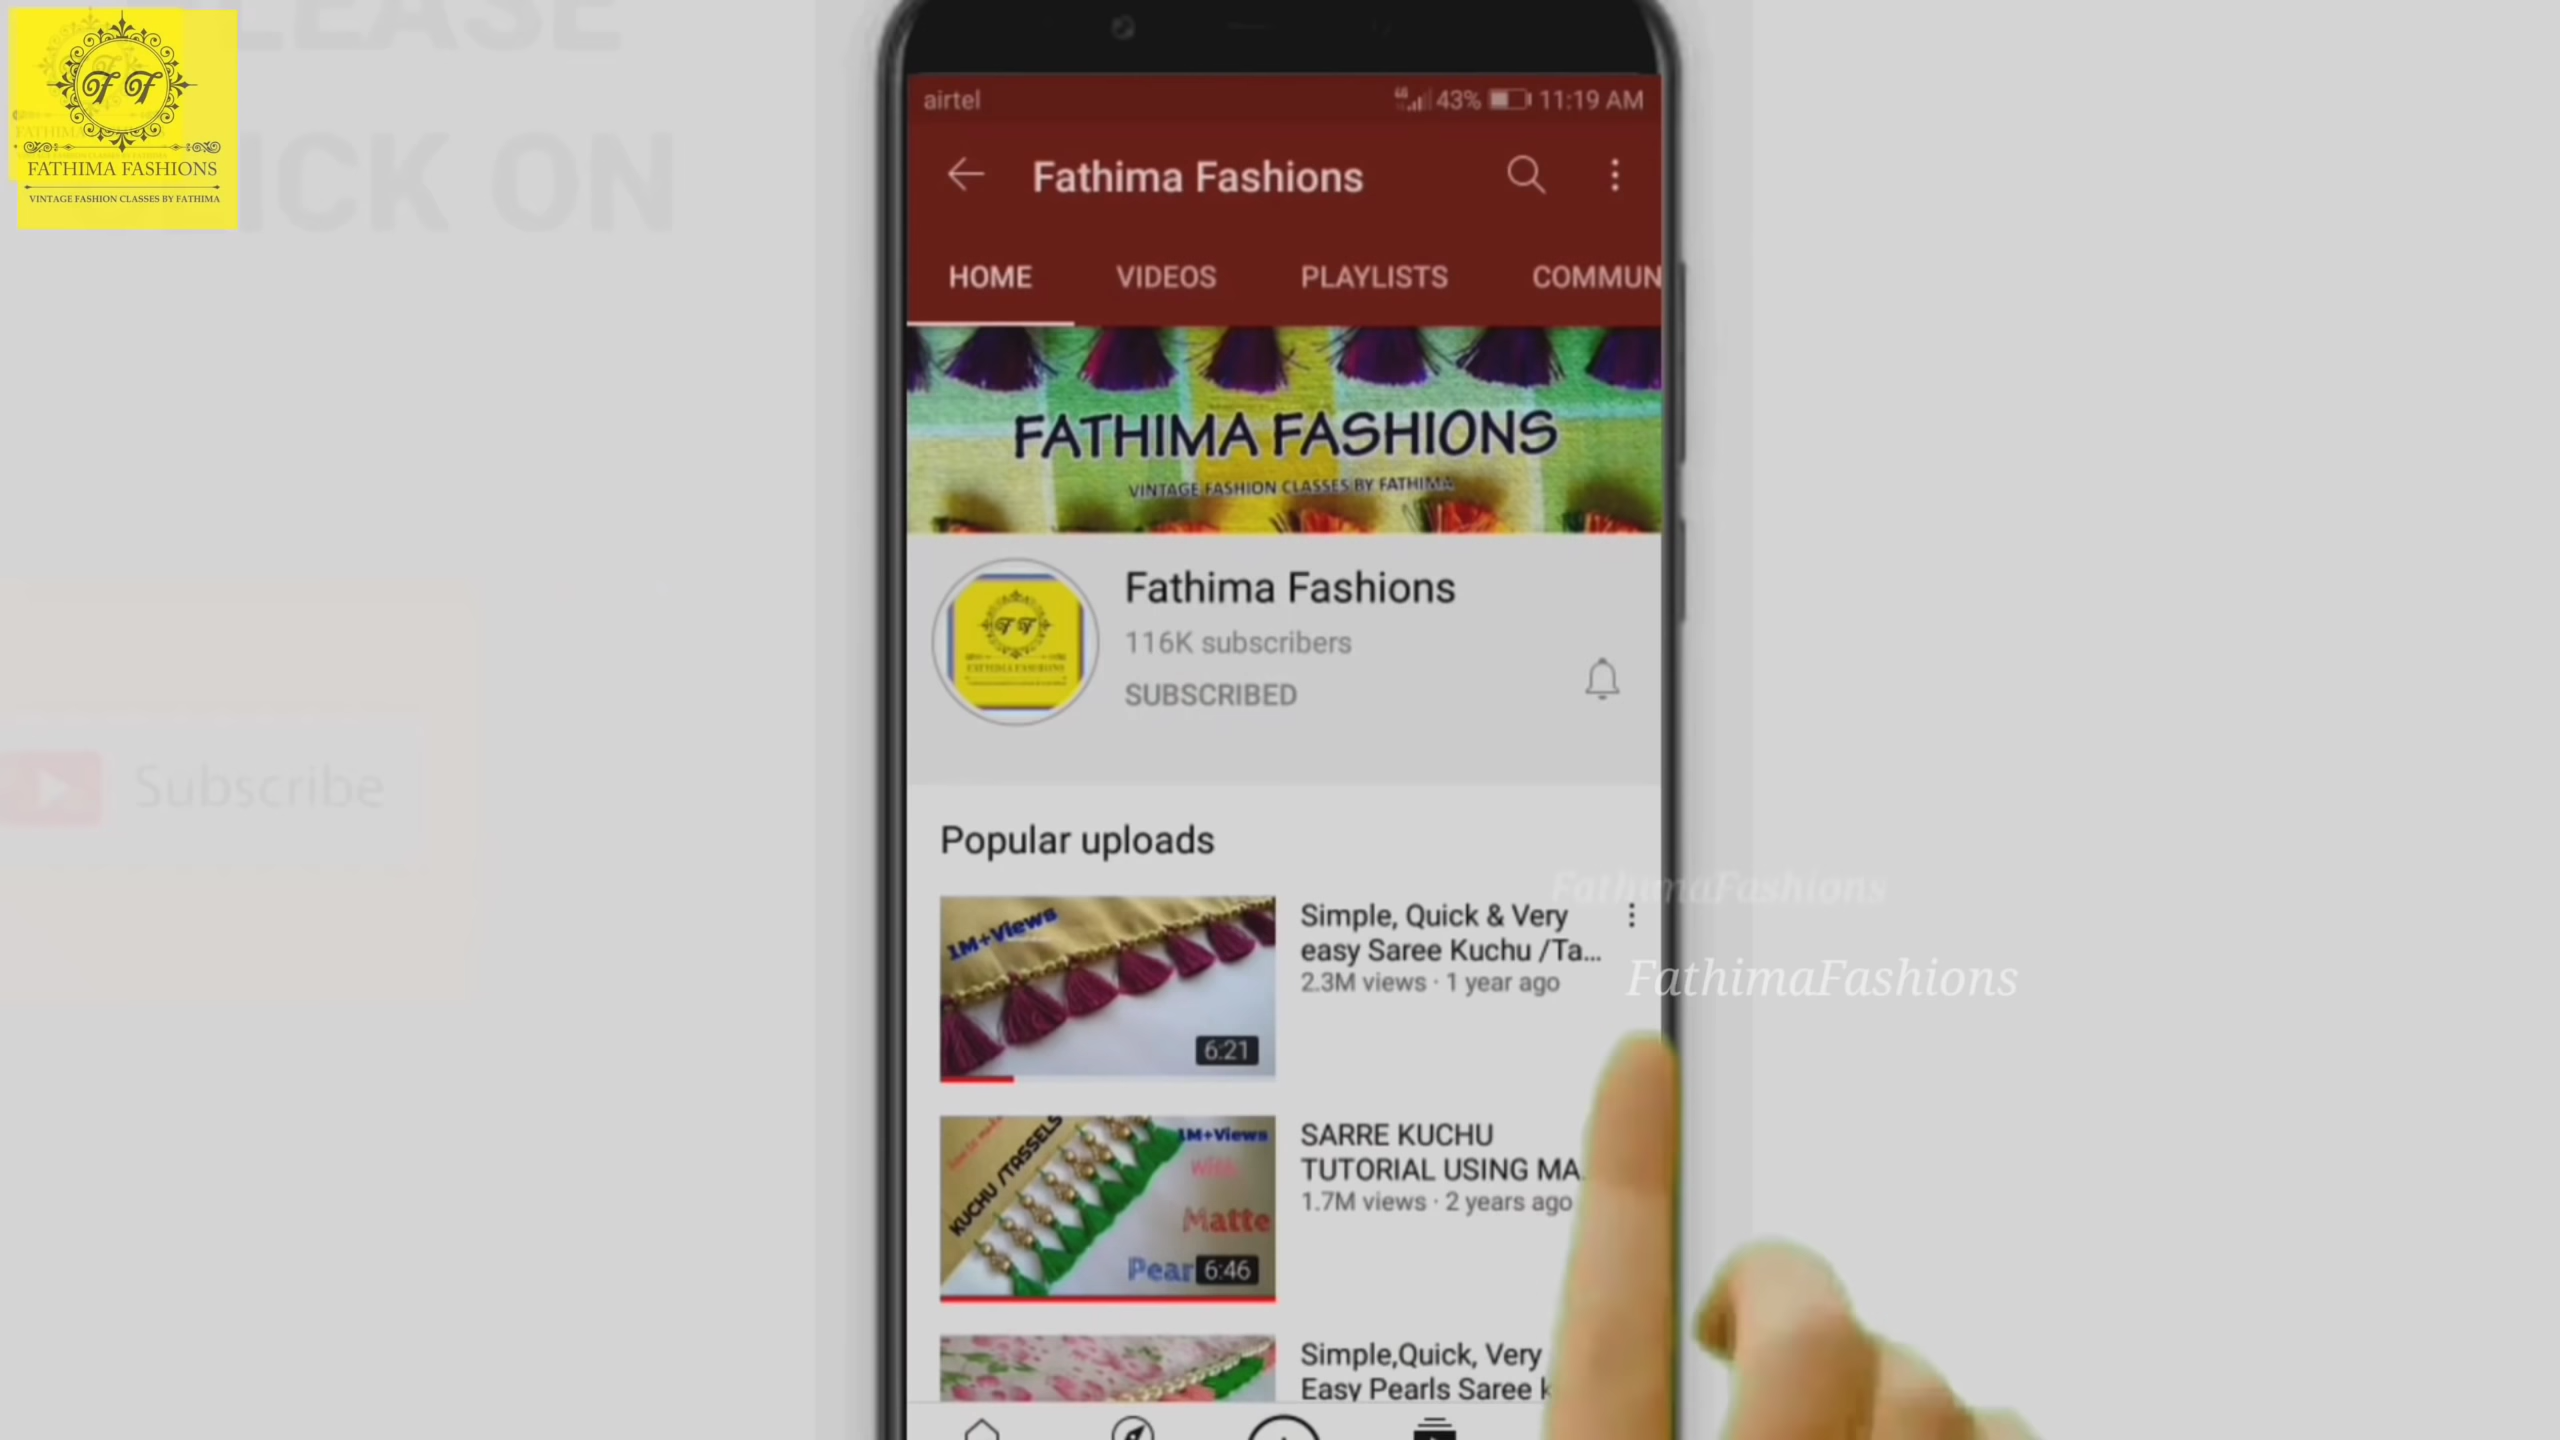 FATHIMA FASHIONS
VINTAGE FASHION CLASSES BY FATHIMA
ICK ON
Subscribe
airtel
43%
11:19 AM
Fathima Fashions
HOME
VIDEOS
PLAYLISTS
COMMUN
FATHIMA FASHIONS
VINTAGE FASHION CLASSES BY FATHIMA
Fathima Fashions
116K subscribers
SUBSCRIBED
Popular uploads
1M+Views
6:21
Simple, Quick & Very
easy Saree Kuchu /Ta...
2.3M views · 1 year ago
FathimaFashions
FathimaFashions
KUCHU /TASSELS
1M+Views
With
Matte
Pear
6:46
SARRE KUCHU
TUTORIAL USING MA
1.7M views · 2 years ago
Simple,Quick, Very
Easy Pearls Saree k